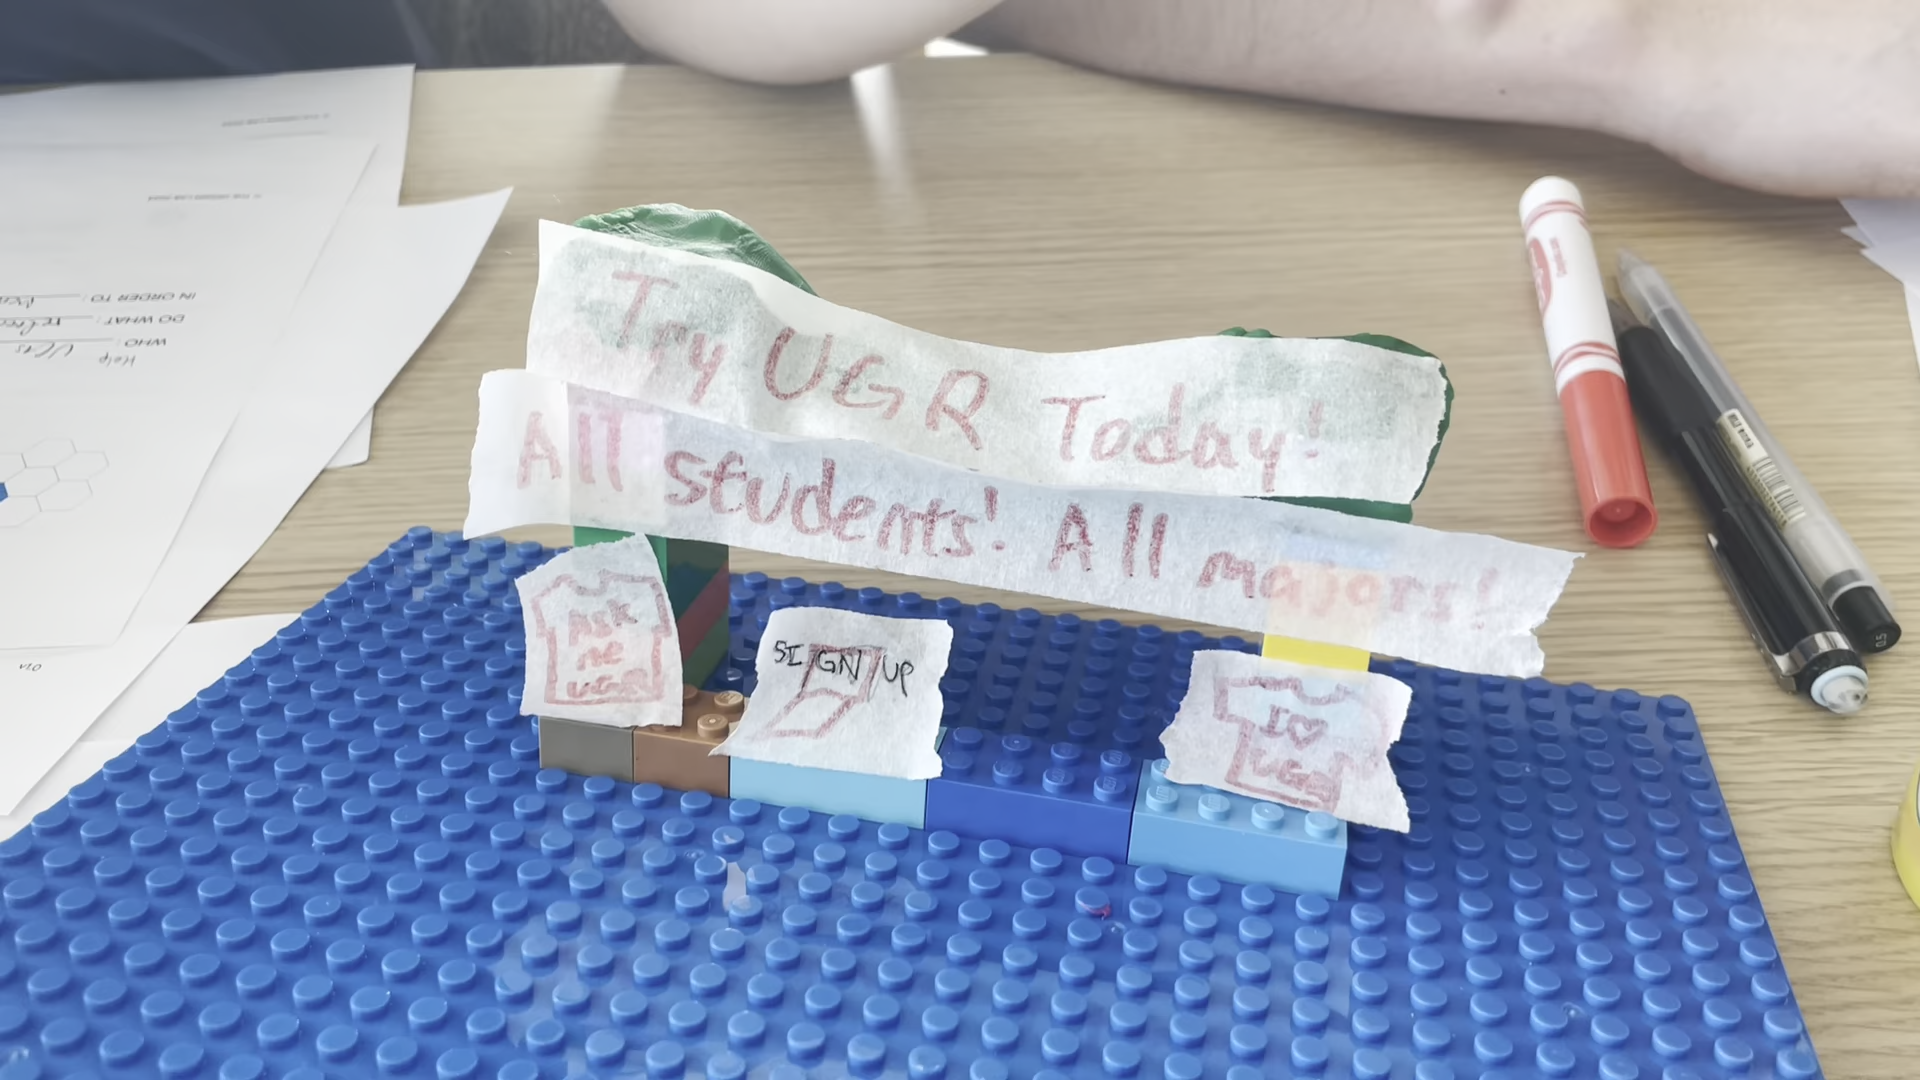 Try UGR Today!
All students! All majors!
ASK
me
UGR
SIGN UP
I ♡
UGR
IN ORDER TO:
DO WHAT:
WHO:
Help